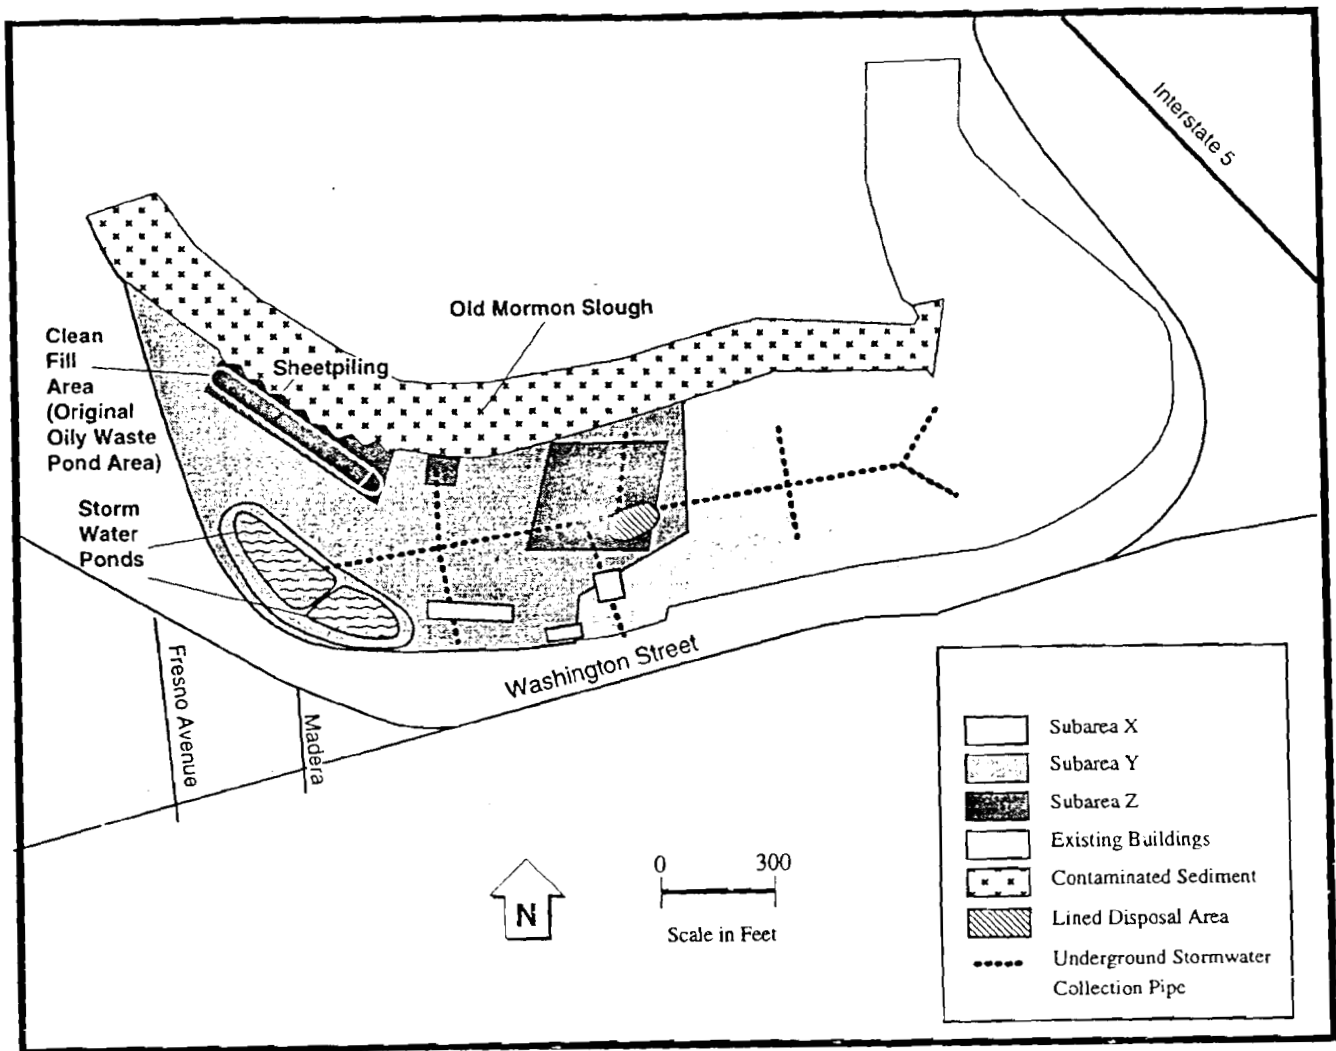 Interstate 5
Old Mormon Slough
Clean
Fill
Area
(Original
Oily Waste
Pond Area)
Sheetpiling
Storm
Water
Ponds
Washington Street
Fresno Avenue
Madera
N
0 300
Scale in Feet
Subarea X
Subarea Y
Subarea Z
Existing Buildings
Contaminated Sediment
Lined Disposal Area
Underground Stormwater
Collection Pipe